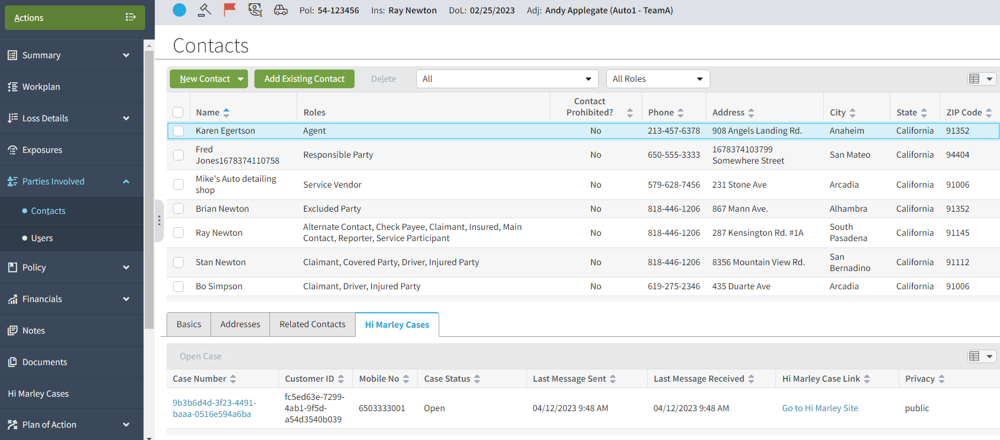 Actions
Pol: 54-123456 Ins: Ray Newton DoL: 02/25/2023 Adj: Andy Applegate (Auto1 - TeamA)
Summary
Workplan
Loss Details
Exposures
Parties Involved
Contacts
Users
Policy
Financials
Notes
Documents
Hi Marley Cases
Plan of Action
Contacts
New Contact Add Existing Contact Delete All All Roles
Name Roles Contact Prohibited? Phone Address City State ZIP Code
Karen Egertson Agent No 213-457-6378 908 Angels Landing Rd. Anaheim California 91352
Fred Jones1678374110758 Responsible Party No 650-555-3333 1678374103799 Somewhere Street San Mateo California 94404
Mike's Auto detailing shop Service Vendor No 579-628-7456 231 Stone Ave Arcadia California 91006
Brian Newton Excluded Party No 818-446-1206 867 Mann Ave. Alhambra California 91352
Ray Newton Alternate Contact, Check Payee, Claimant, Insured, Main Contact, Reporter, Service Participant No 818-446-1206 287 Kensington Rd. #1A South Pasadena California 91145
Stan Newton Claimant, Covered Party, Driver, Injured Party No 818-446-1206 8356 Mountain View Rd. San Bernadino California 91112
Bo Simpson Claimant, Driver, Injured Party No 619-275-2346 435 Duarte Ave Arcadia California 91006
Basics Addresses Related Contacts Hi Marley Cases
Open Case
Case Number Customer ID Mobile No Case Status Last Message Sent Last Message Received Hi Marley Case Link Privacy
9b3b6d4d-3f23-4491-baaa-0516e594a6ba fc5ed63e-7299-4ab1-9f5d-a54d3540b039 6503333001 Open 04/12/2023 9:48 AM 04/12/2023 9:48 AM Go to Hi Marley Site public